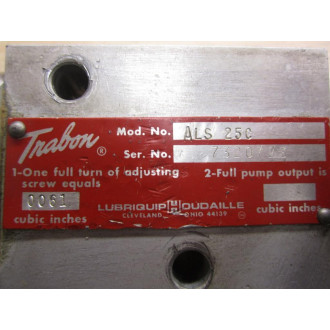 Trabon®
Mod. No. ALS 25C
Ser. No.
1-One full turn of adjusting screw equals
0061
cubic inches
2-Full pump output is
cubic inches
LUBRIQUIP HOUDAILLE
CLEVELAND OHIO 44139